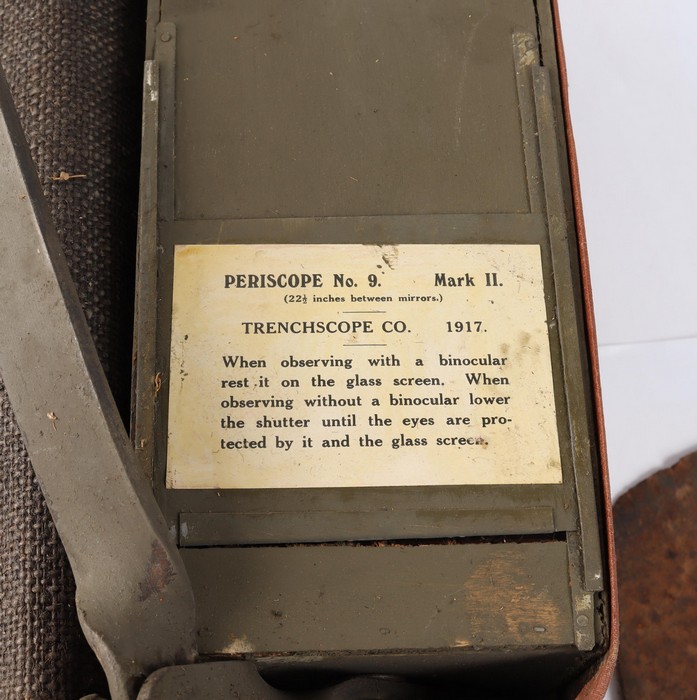 PERISCOPE No. 9. Mark II.
(22½ inches between mirrors.)
TRENCHSCOPE CO. 1917.
When observing with a binocular
rest it on the glass screen. When
observing without a binocular lower
the shutter until the eyes are pro-
tected by it and the glass screen.